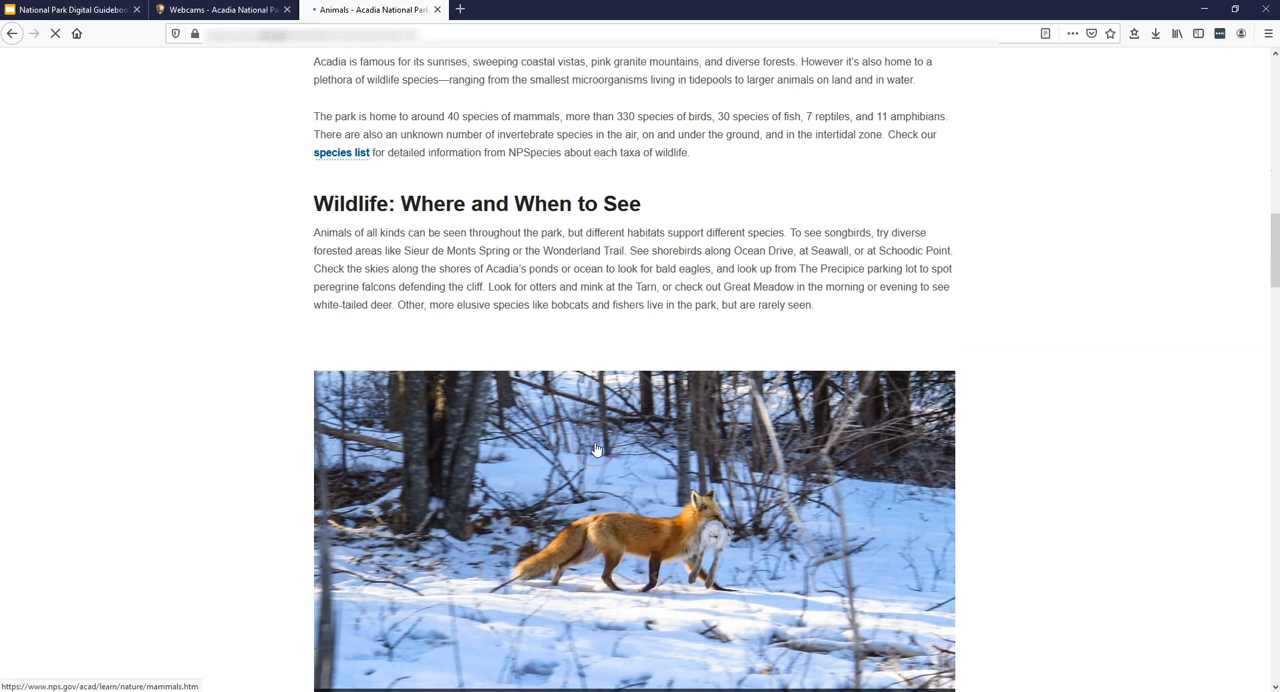 National Park Digital Guideboo
Webcams - Acadia National Pa
Animals - Acadia National Park
Acadia is famous for its sunrises, sweeping coastal vistas, pink granite mountains, and diverse forests. However it's also home to a
plethora of wildlife species—ranging from the smallest microorganisms living in tidepools to larger animals on land and in water.
The park is home to around 40 species of mammals, more than 330 species of birds, 30 species of fish, 7 reptiles, and 11 amphibians.
There are also an unknown number of invertebrate species in the air, on and under the ground, and in the intertidal zone. Check our
species list for detailed information from NPSpecies about each taxa of wildlife.
Wildlife: Where and When to See
Animals of all kinds can be seen throughout the park, but different habitats support different species. To see songbirds, try diverse
forested areas like Sieur de Monts Spring or the Wonderland Trail. See shorebirds along Ocean Drive, at Seawall, or at Schoodic Point.
Check the skies along the shores of Acadia's ponds or ocean to look for bald eagles, and look up from The Precipice parking lot to spot
peregrine falcons defending the cliff. Look for otters and mink at the Tarn, or check out Great Meadow in the morning or evening to see
white-tailed deer. Other, more elusive species like bobcats and fishers live in the park, but are rarely seen.
https://www.nps.gov/acad/learn/nature/mammals.htm